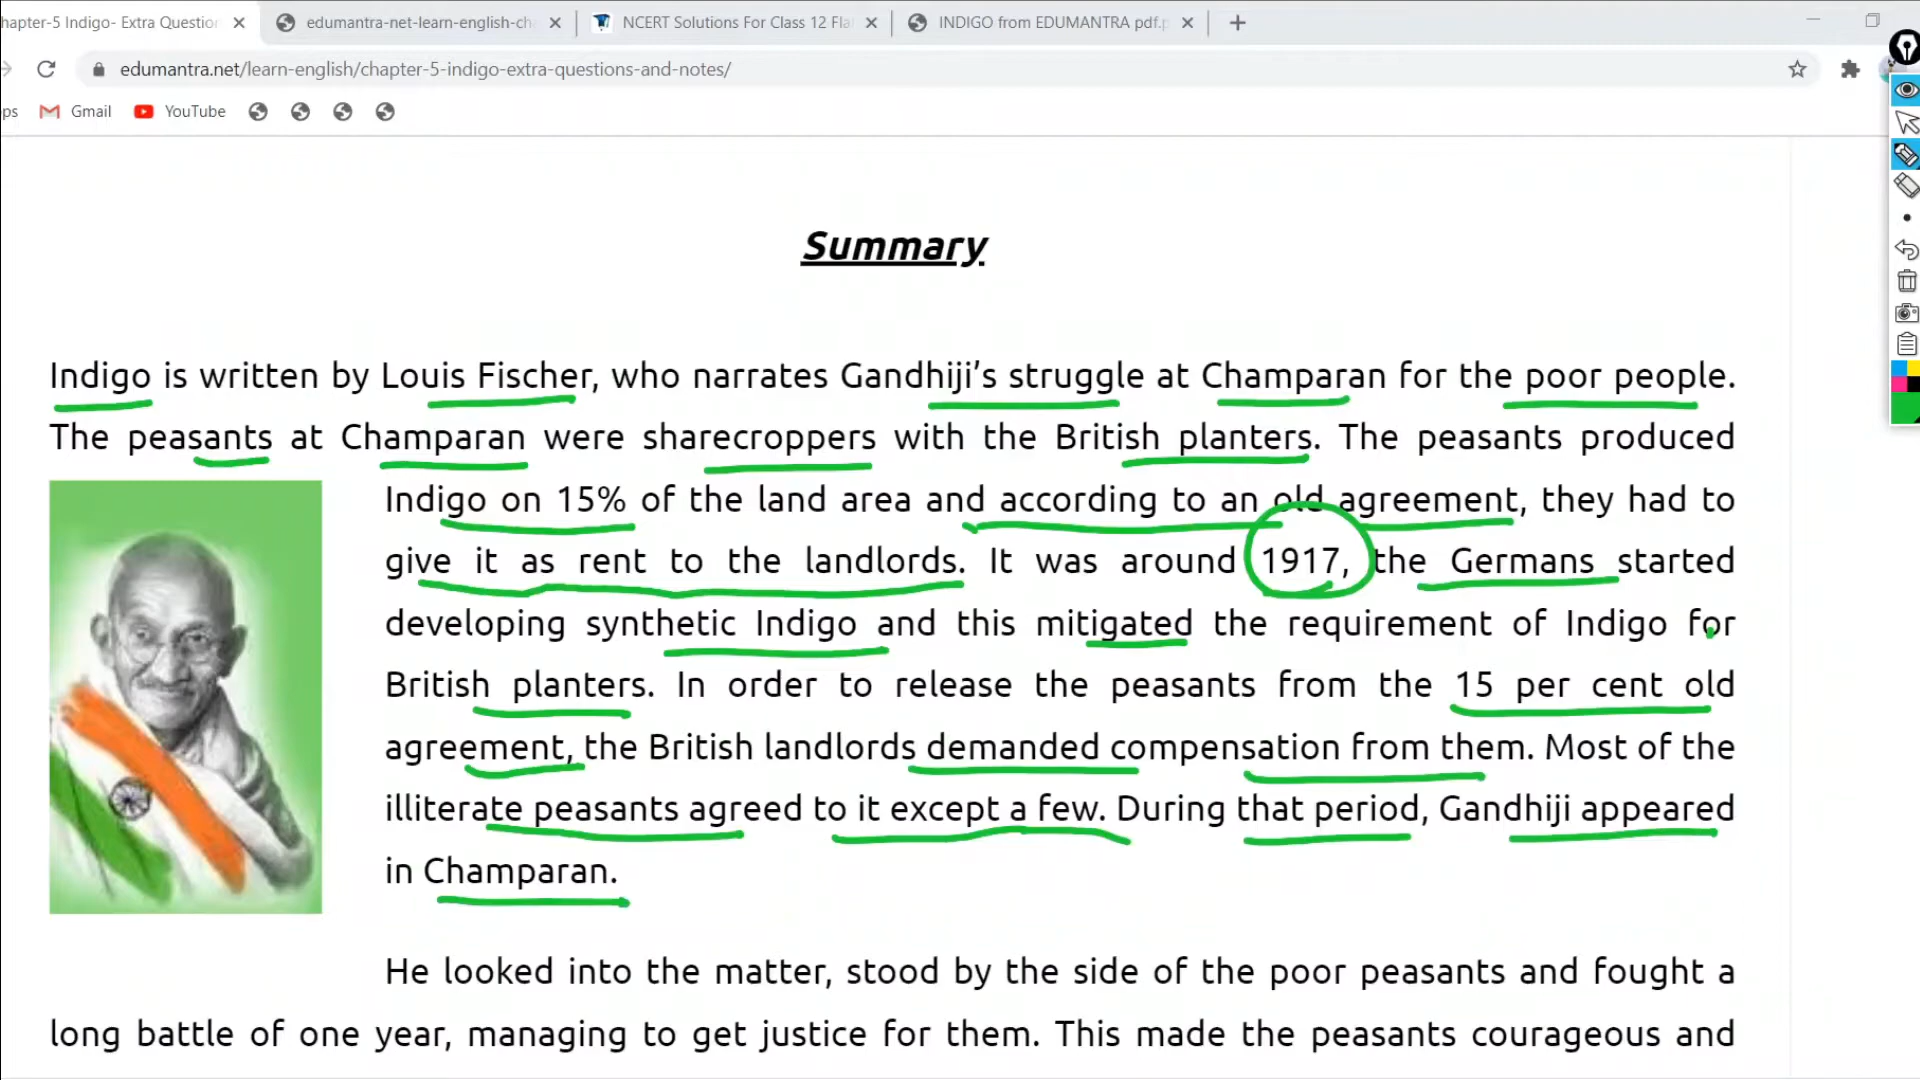 hapter-5 Indigo- Extra Question
edumantra-net-learn-english-ch
NCERT Solutions For Class 12 Fla
INDIGO from EDUMANTRA pdf.p
edumantra.net/learn-english/chapter-5-indigo-extra-questions-and-notes/
ps Gmail YouTube
Summary
Indigo is written by Louis Fischer, who narrates Gandhiji’s struggle at Champaran for the poor people.
The peasants at Champaran were sharecroppers with the British planters. The peasants produced
Indigo on 15% of the land area and according to an old agreement, they had to
give it as rent to the landlords. It was around 1917, the Germans started
developing synthetic Indigo and this mitigated the requirement of Indigo for
British planters. In order to release the peasants from the 15 per cent old
agreement, the British landlords demanded compensation from them. Most of the
illiterate peasants agreed to it except a few. During that period, Gandhiji appeared
in Champaran.
He looked into the matter, stood by the side of the poor peasants and fought a
long battle of one year, managing to get justice for them. This made the peasants courageous and